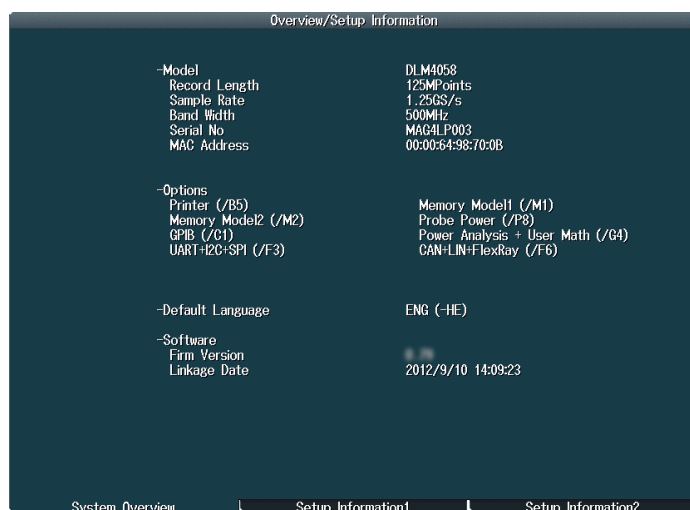 Overview/Setup Information
-Model DLM4058
Record Length 125MPoints
Sample Rate 1.25GS/s
Band Width 500MHz
Serial No MAG4LP003
MAC Address 00:00:64:98:70:0B
-Options
Printer (/B5) Memory Model1 (/M1)
Memory Model2 (/M2) Probe Power (/P8)
GPIB (/C1) Power Analysis + User Math (/G4)
UART+I2C+SPI (/F3) CAN+LIN+FlexRay (/F6)
-Default Language ENG (-HE)
-Software
Firm Version
Linkage Date 2012/9/10 14:09:23
System Overview Setup Information1 Setup Information2